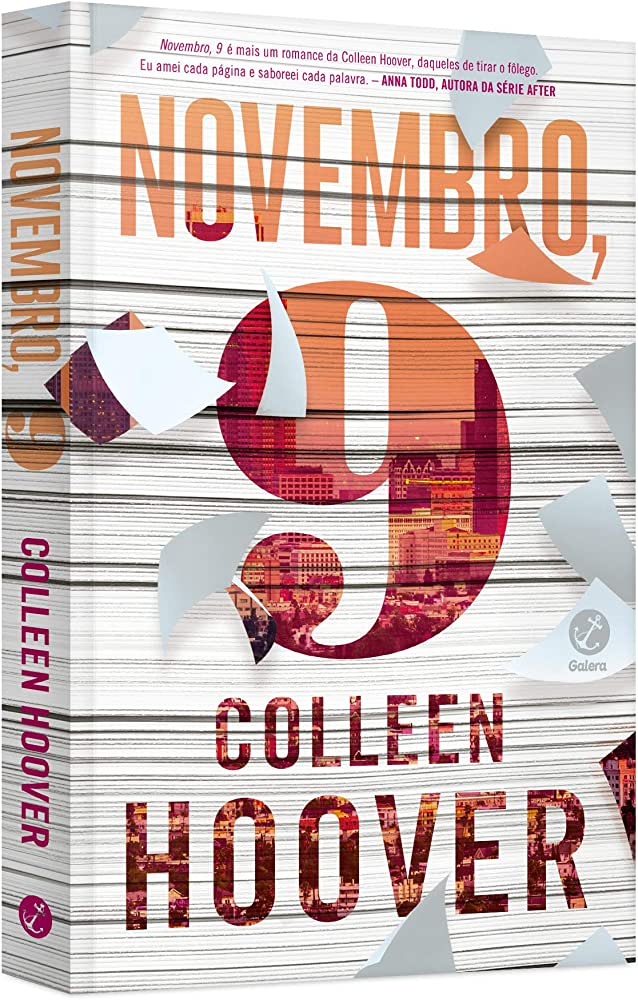 Novembro, 9 é mais um romance da Colleen Hoover, daqueles de tirar o fôlego.
Eu amei cada página e saboreei cada palavra. – ANNA TODD, AUTORA DA SÉRIE AFTER
NOVEMBRO,
9
COLLEEN
HOOVER
Galera
NOVEMBRO, 9
COLLEEN HOOVER